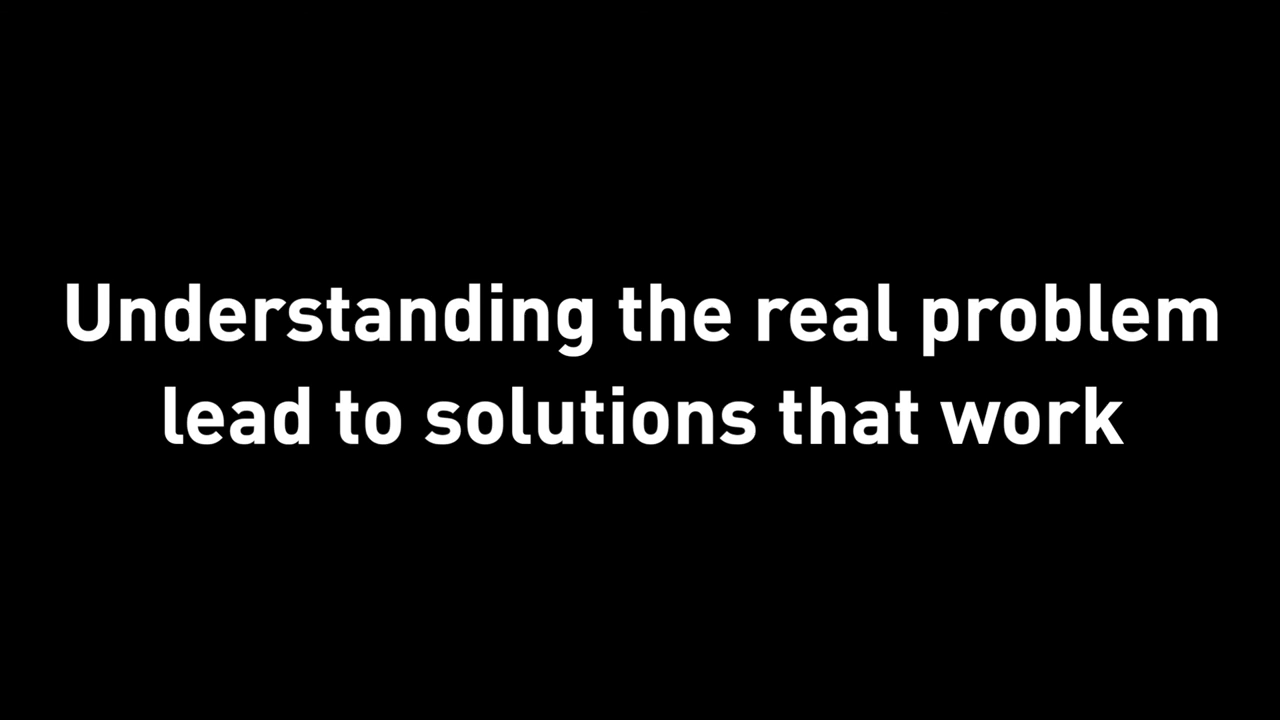 Understanding the real problem
lead to solutions that work